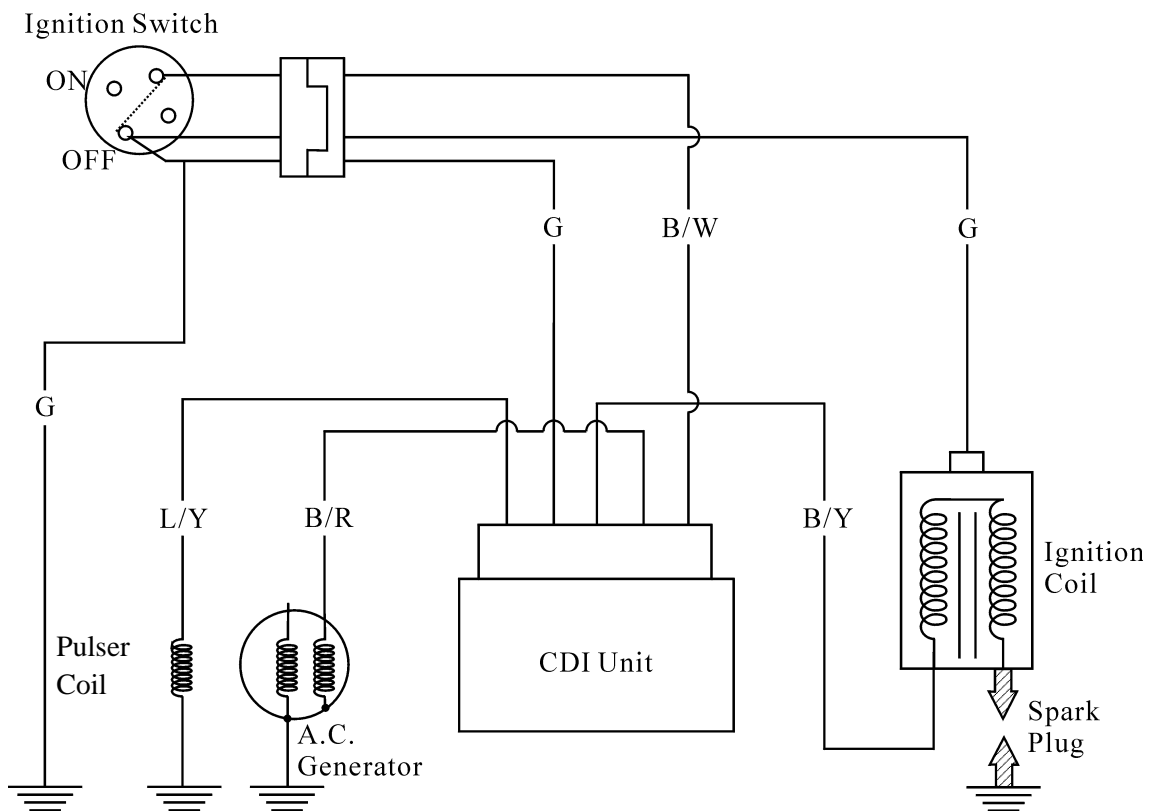 Ignition Switch
ON
OFF
G
B/W
G
G
L/Y
B/R
B/Y
Ignition
Coil
Pulser
Coil
CDI Unit
A.C.
Generator
Spark
Plug